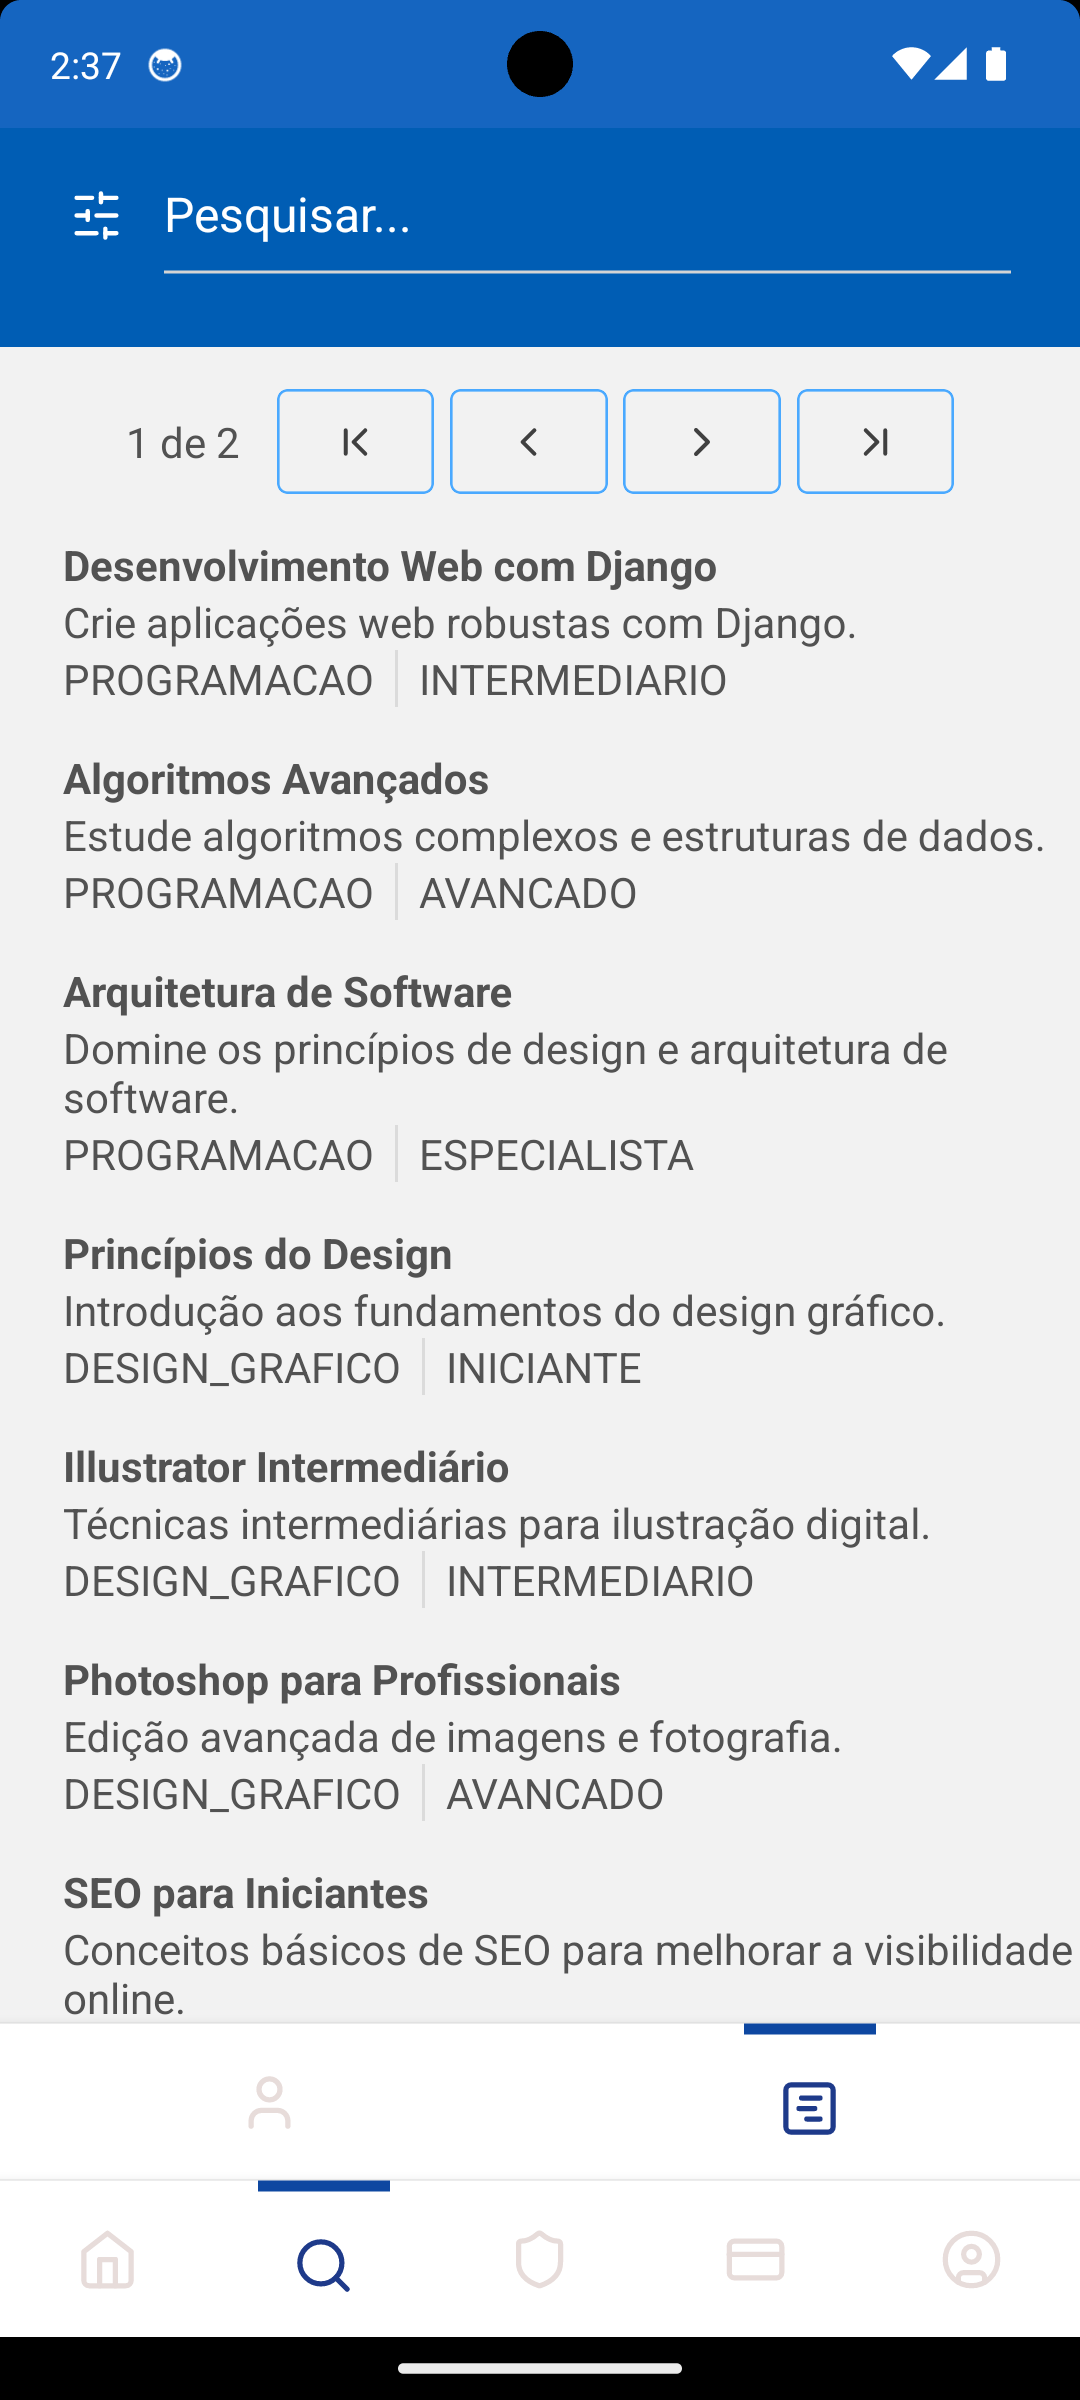 2:37
Pesquisar...
1 de 2
Desenvolvimento Web com Django
Crie aplicações web robustas com Django.
PROGRAMACAO INTERMEDIARIO
Algoritmos Avançados
Estude algoritmos complexos e estruturas de dados.
PROGRAMACAO AVANCADO
Arquitetura de Software
Domine os princípios de design e arquitetura de
software.
PROGRAMACAO ESPECIALISTA
Princípios do Design
Introdução aos fundamentos do design gráfico.
DESIGN_GRAFICO INICIANTE
Illustrator Intermediário
Técnicas intermediárias para ilustração digital.
DESIGN_GRAFICO INTERMEDIARIO
Photoshop para Profissionais
Edição avançada de imagens e fotografia.
DESIGN_GRAFICO AVANCADO
SEO para Iniciantes
Conceitos básicos de SEO para melhorar a visibilidade
online.